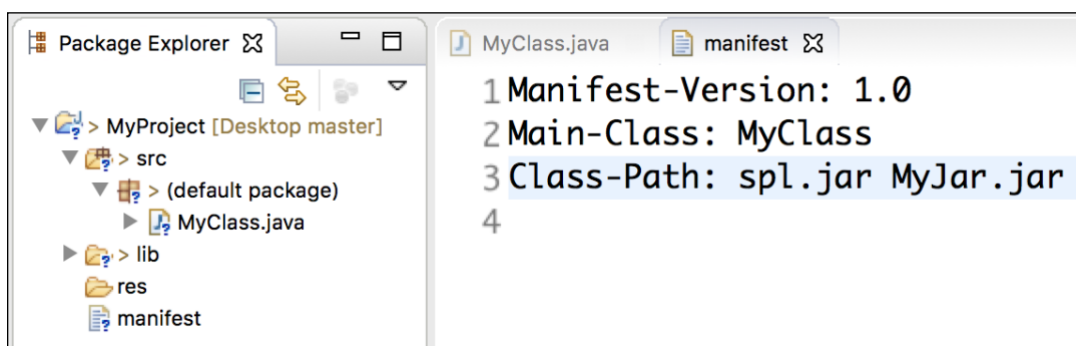 Package Explorer
> MyProject [Desktop master]
> src
> (default package)
> MyClass.java
> lib
res
manifest
MyClass.java
manifest
1 Manifest-Version: 1.0
2 Main-Class: MyClass
3 Class-Path: spl.jar MyJar.jar
4